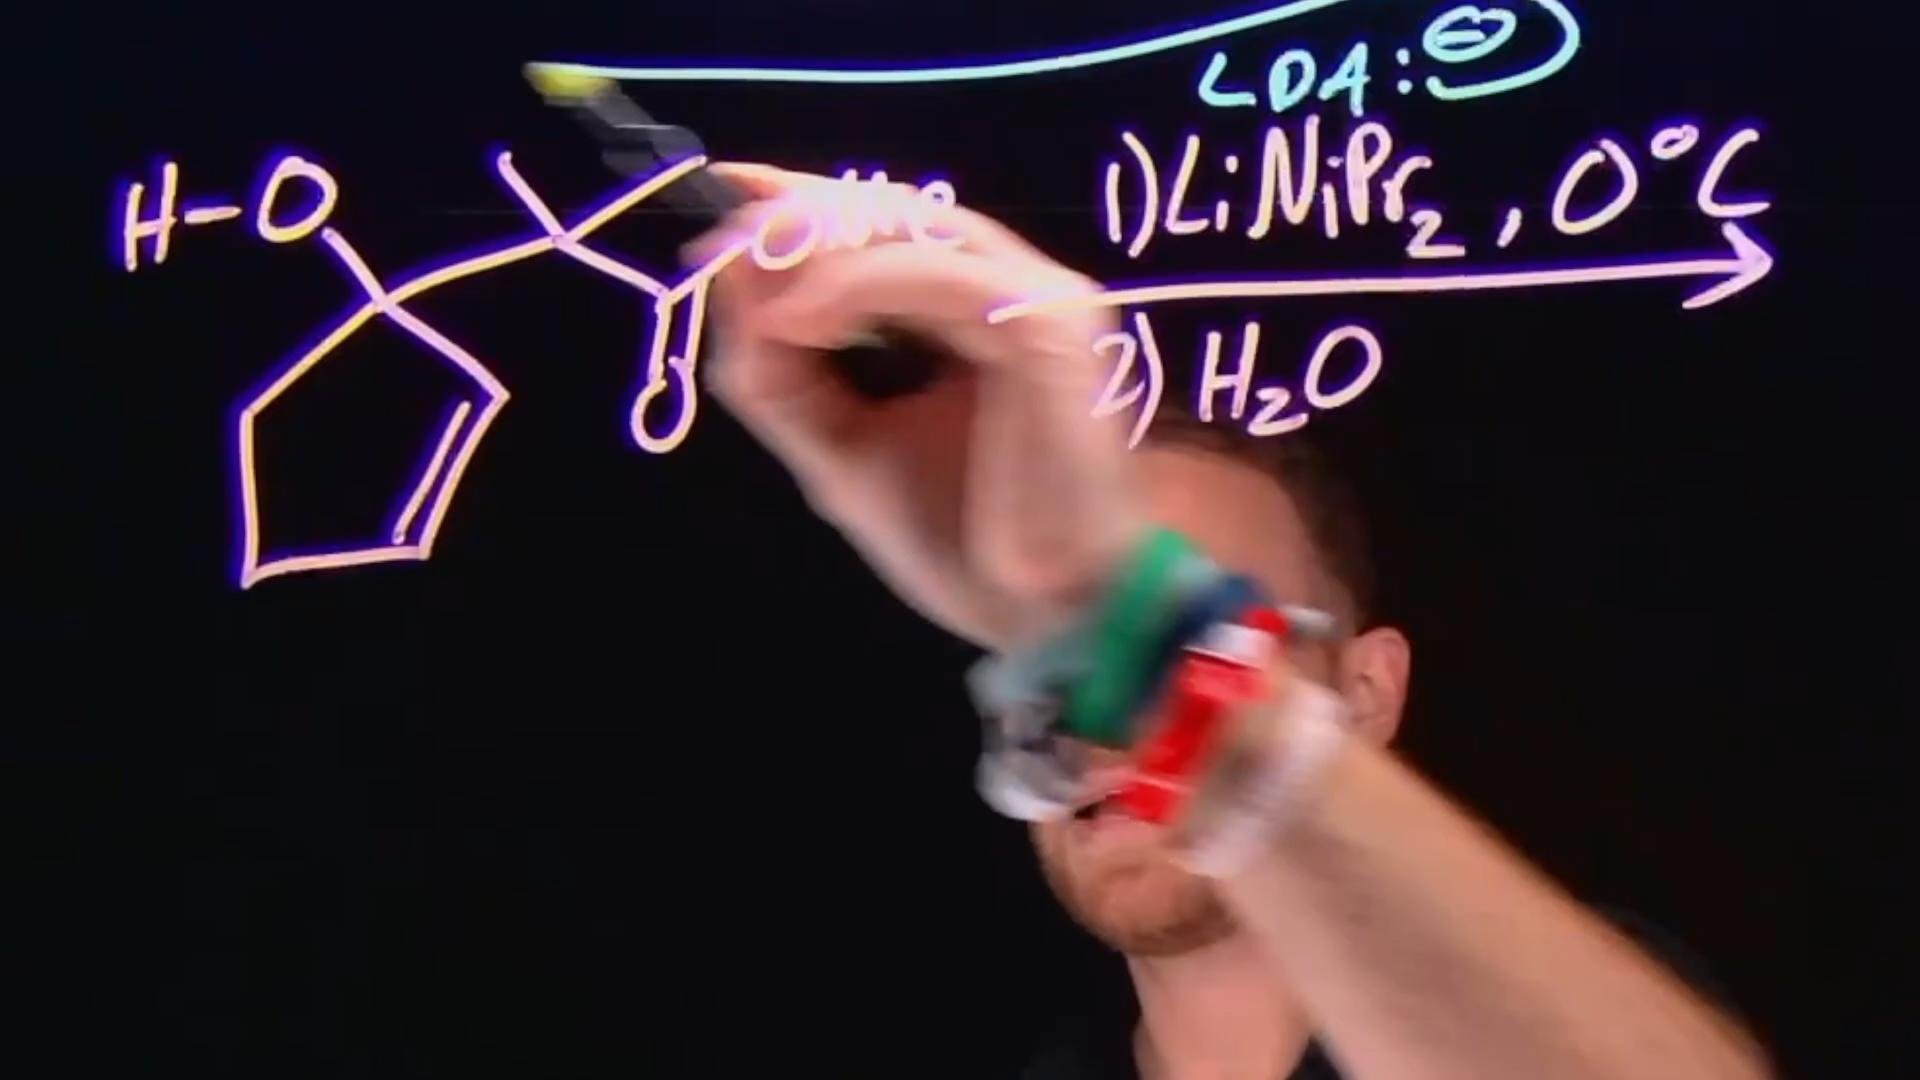 LDA:⊖
H-O
OMe
1) LiNiPr₂, 0°C
O
2) H₂O